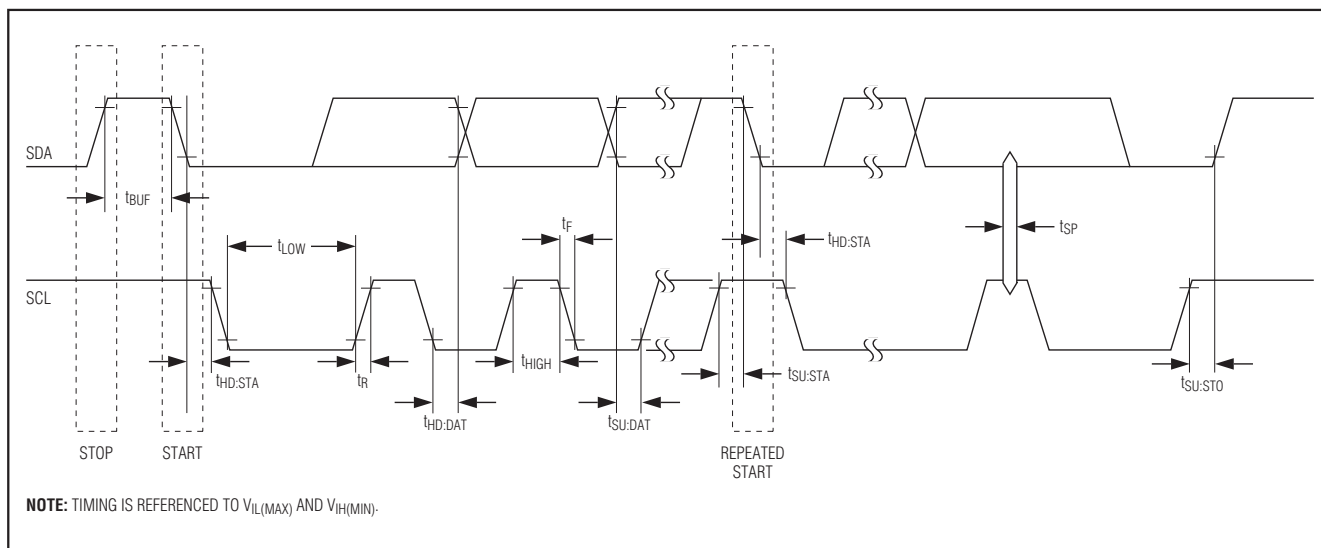 SDA
tBUF
tLOW
tF
tHD:STA
tSP
SCL
tHD:STA
tR
tHIGH
tHD:DAT
tSU:DAT
tSU:STA
tSU:STO
STOP
START
REPEATED
START
NOTE: TIMING IS REFERENCED TO VIL(MAX) AND VIH(MIN).